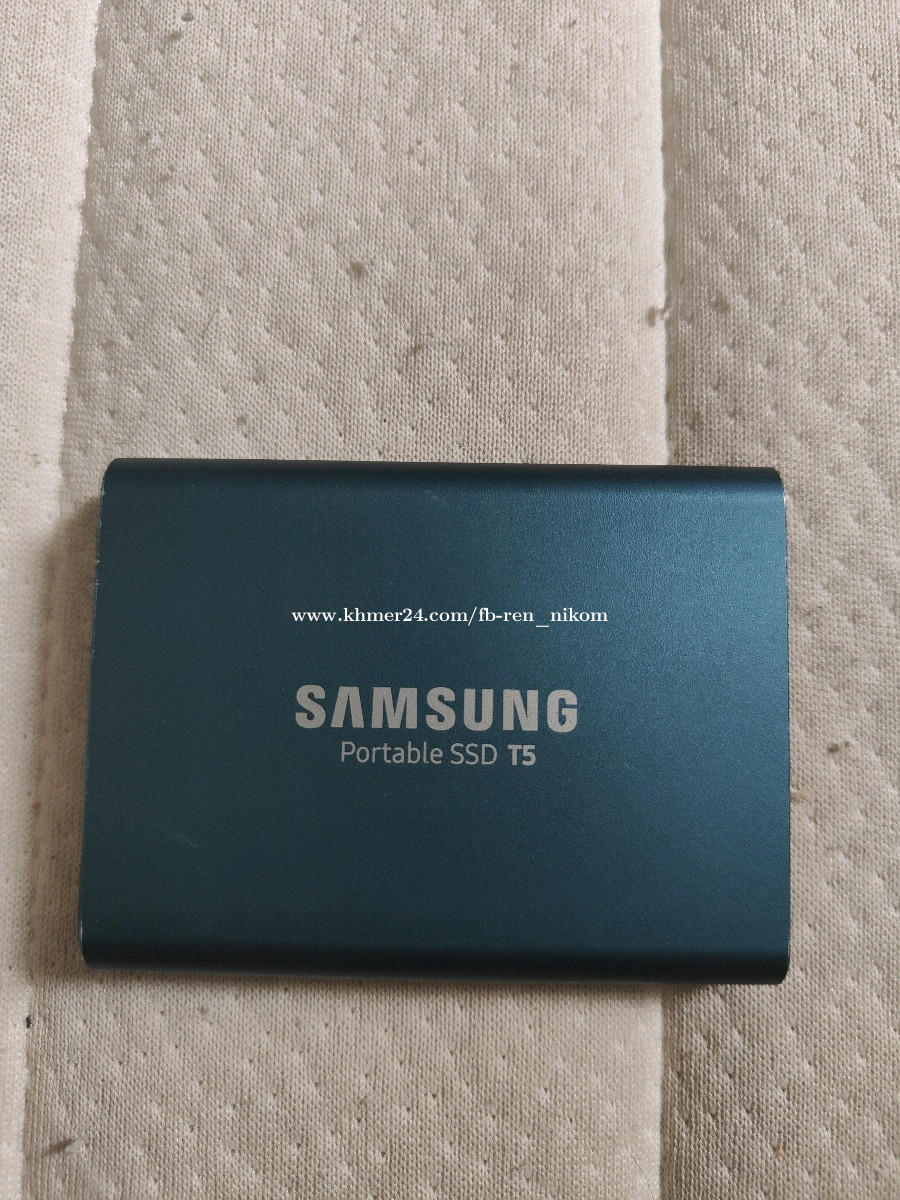 www.khmer24.com/fb-ren_nikom
SAMSUNG
Portable SSD T5